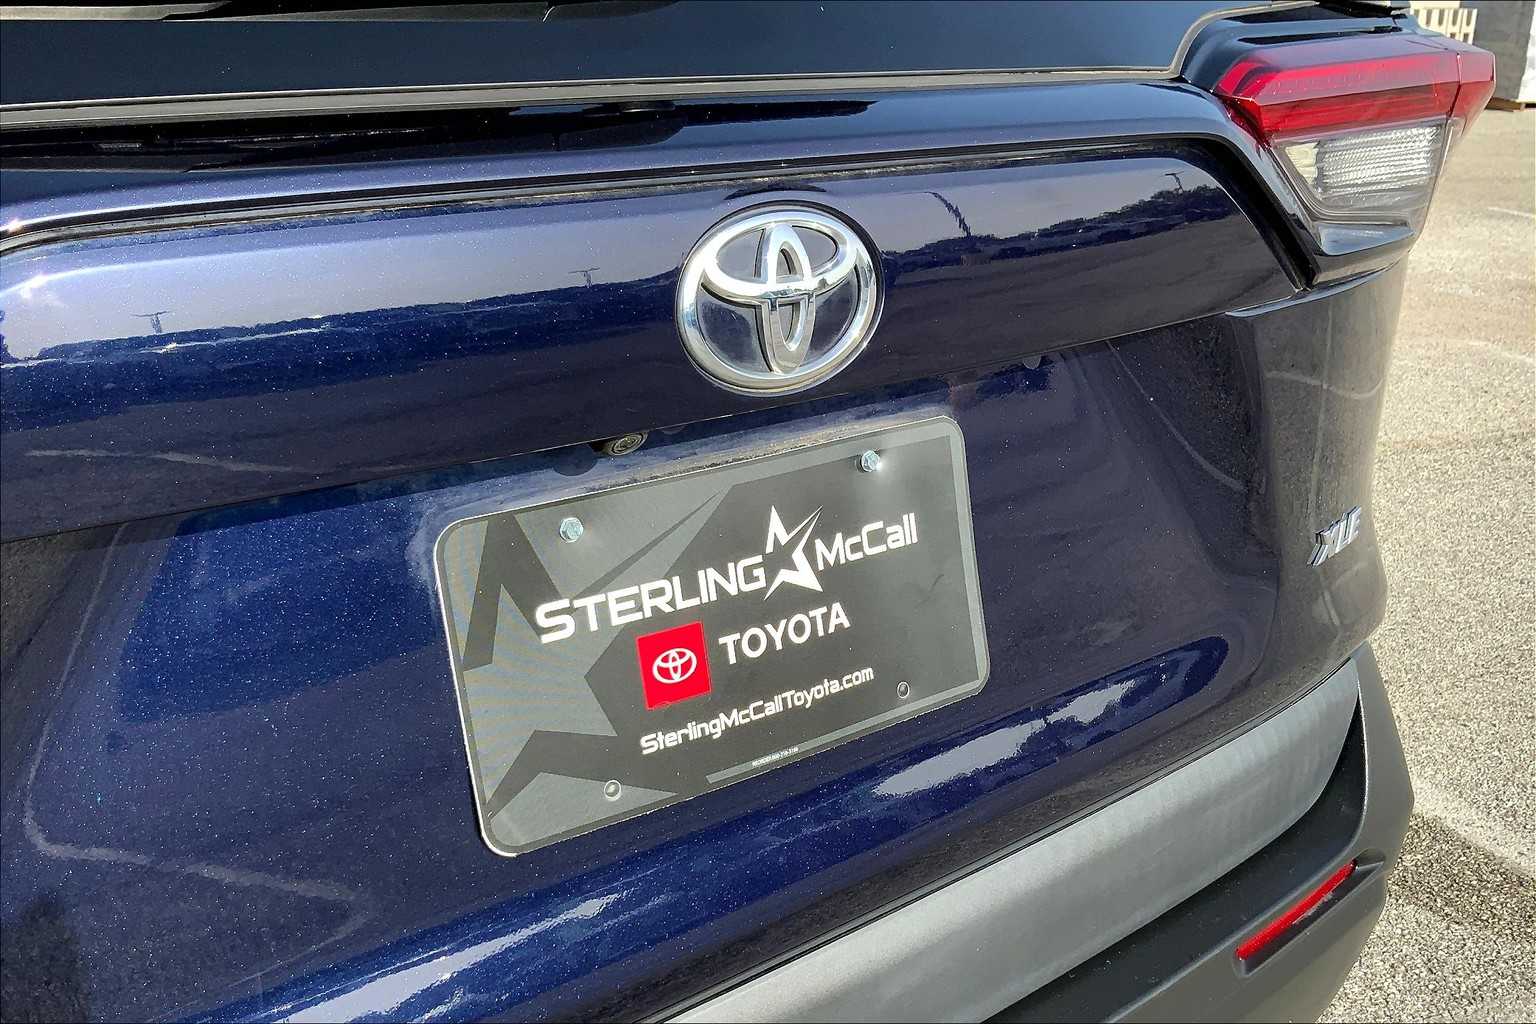 STERLING McCall
TOYOTA
SterlingMcCallToyota.com
XLE